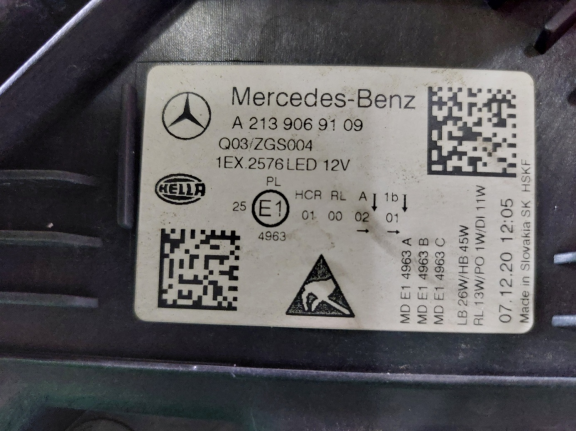 Mercedes-Benz
A 213 906 91 09
Q03/ZGS004
1EX 2576 LED 12V
HELLA
PL
HCR RL A 1b
25 E1 01 00 02 01
4963
MD E1 4963 A
MD E1 4963 B
MD E1 4963 C
LB 26W/HB 45W
RL 13W/PO 1W/DI 11W
07.12.20 12:05
Made in Slovakia SK HSKF